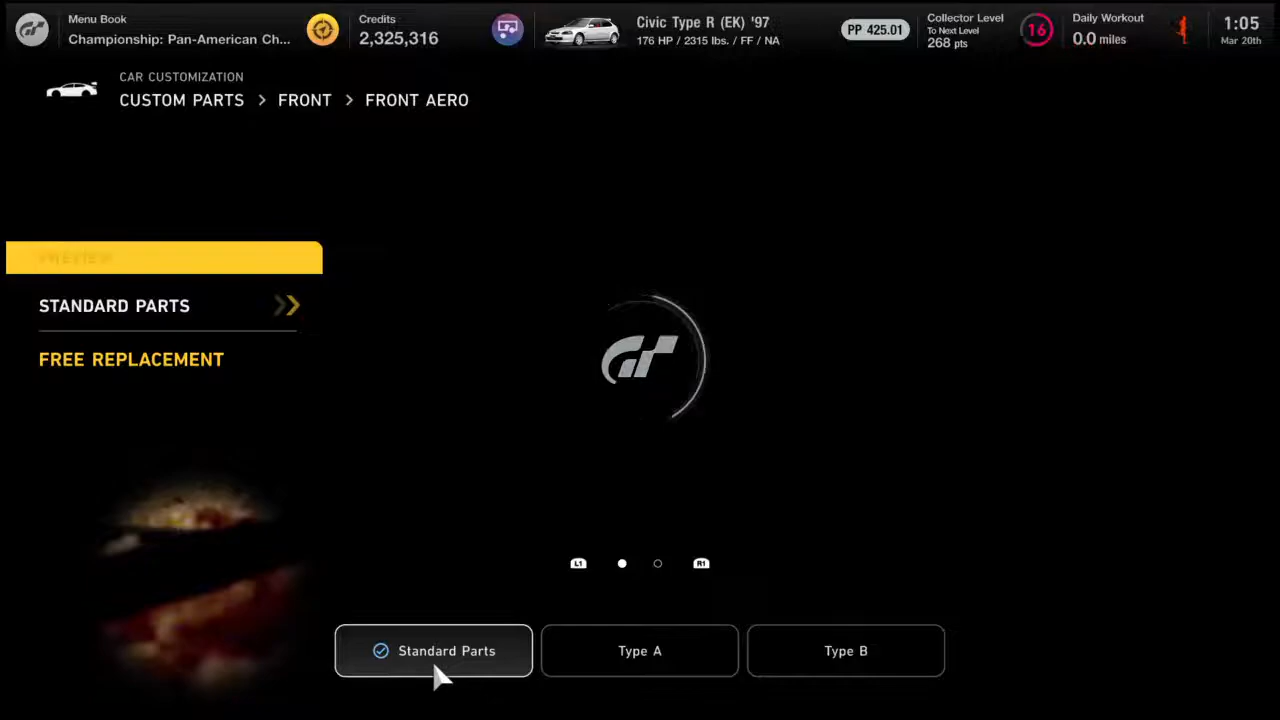 Menu Book
Championship: Pan-American Ch...
Credits
2,325,316
Civic Type R (EK) '97
176 HP / 2315 lbs. / FF / NA
PP 425.01
Collector Level
To Next Level
268 pts
16
Daily Workout
0.0 miles
1:05
Mar 20th
CAR CUSTOMIZATION
CUSTOM PARTS > FRONT > FRONT AERO
PREVIEW
STANDARD PARTS
FREE REPLACEMENT
L1
R1
Standard Parts
Type A
Type B